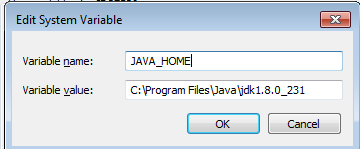 Edit System Variable
Variable name:
JAVA_HOME
Variable value:
C:\Program Files\Java\jdk1.8.0_231
OK
Cancel